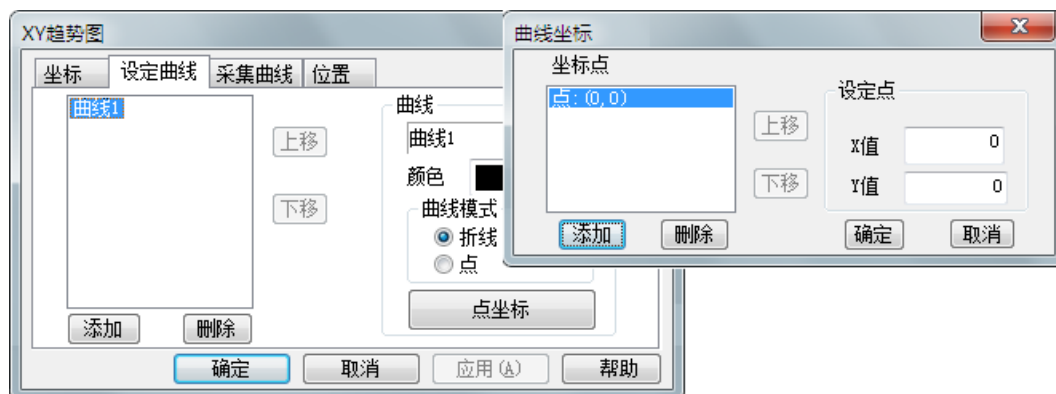 XY趋势图
坐标
设定曲线
采集曲线
位置
曲线1
上移
下移
添加
删除
曲线
曲线1
颜色
曲线模式
折线
点
点坐标
确定
取消
应用(A)
帮助
曲线坐标
坐标点
点:(0,0)
上移
下移
添加
删除
设定点
X值
0
Y值
0
确定
取消